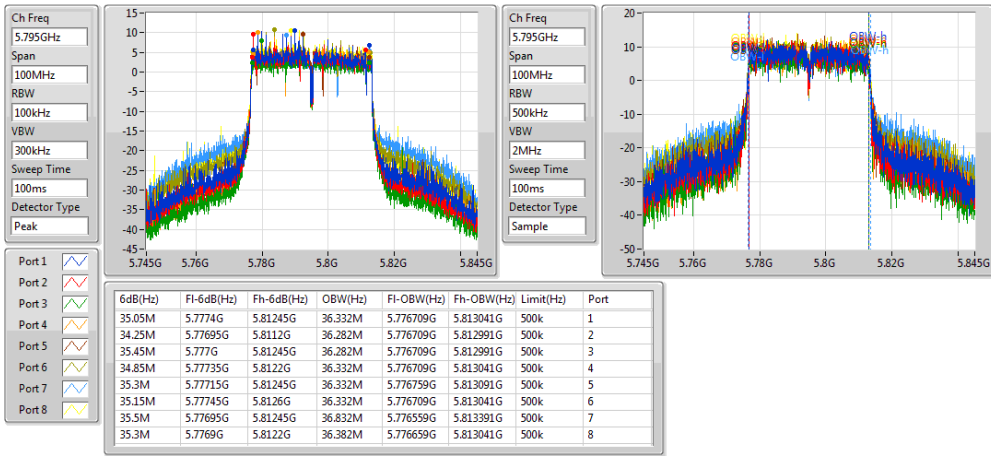 Ch Freq
5.795GHz
Span
100MHz
RBW
100kHz
VBW
300kHz
Sweep Time
100ms
Detector Type
Peak
15
10
5
0
-5
-10
-15
-20
-25
-30
-35
-40
-45
5.745G 5.76G 5.78G 5.8G 5.82G 5.845G
Ch Freq
5.795GHz
Span
100MHz
RBW
500kHz
VBW
2MHz
Sweep Time
100ms
Detector Type
Sample
20
10
0
-10
-20
-30
-40
-50
OBW-h
5.745G 5.76G 5.78G 5.8G 5.82G 5.845G
Port 1
Port 2
Port 3
Port 4
Port 5
Port 6
Port 7
Port 8
6dB(Hz) Fl-6dB(Hz) Fh-6dB(Hz) OBW(Hz) Fl-OBW(Hz) Fh-OBW(Hz) Limit(Hz) Port
35.05M 5.7774G 5.81245G 36.332M 5.776709G 5.813041G 500k 1
34.25M 5.77695G 5.8112G 36.282M 5.776709G 5.812991G 500k 2
35.45M 5.777G 5.81245G 36.282M 5.776709G 5.812991G 500k 3
34.85M 5.77735G 5.8122G 36.332M 5.776709G 5.813041G 500k 4
35.3M 5.77715G 5.81245G 36.332M 5.776759G 5.813091G 500k 5
35.15M 5.77745G 5.8126G 36.332M 5.776709G 5.813041G 500k 6
35.5M 5.77695G 5.81245G 36.832M 5.776559G 5.813391G 500k 7
35.3M 5.7769G 5.8122G 36.382M 5.776659G 5.813041G 500k 8